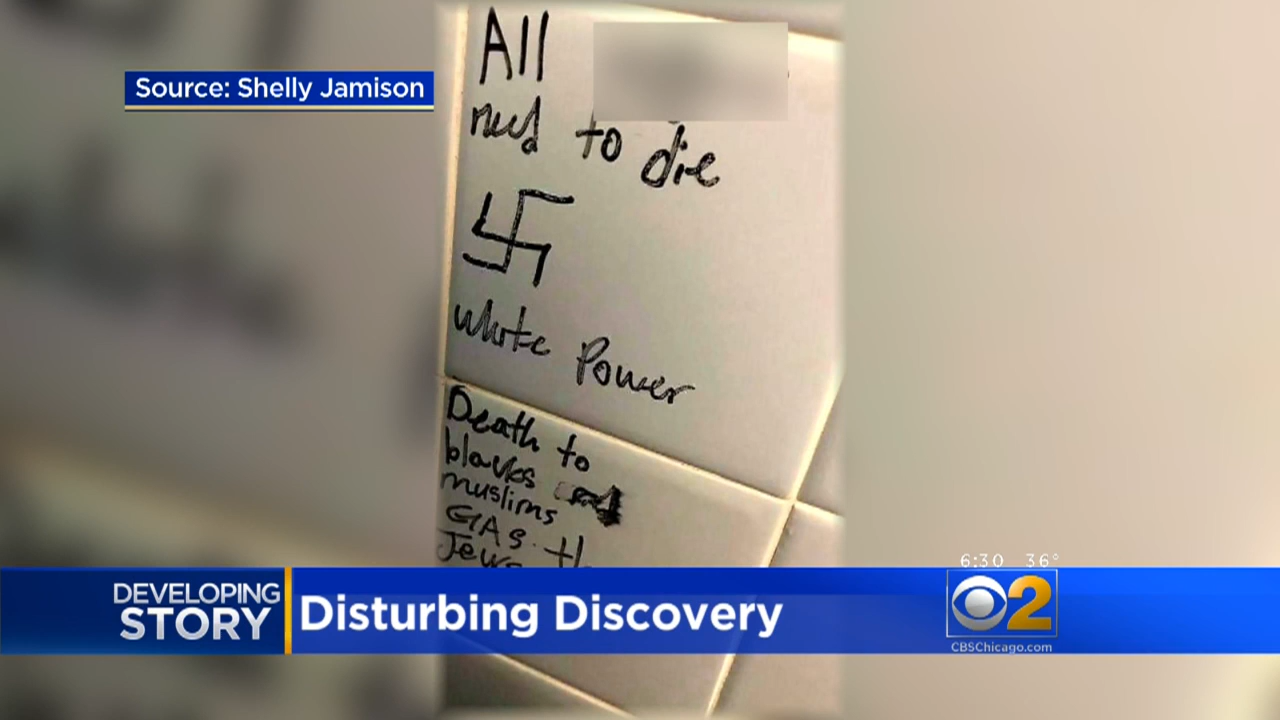 Source: Shelly Jamison
All
need to die
White Power
Death to
blacks
muslims
GAS
Jews
6:30 36°
DEVELOPING
STORY
Disturbing Discovery
2
CBSChicago.com